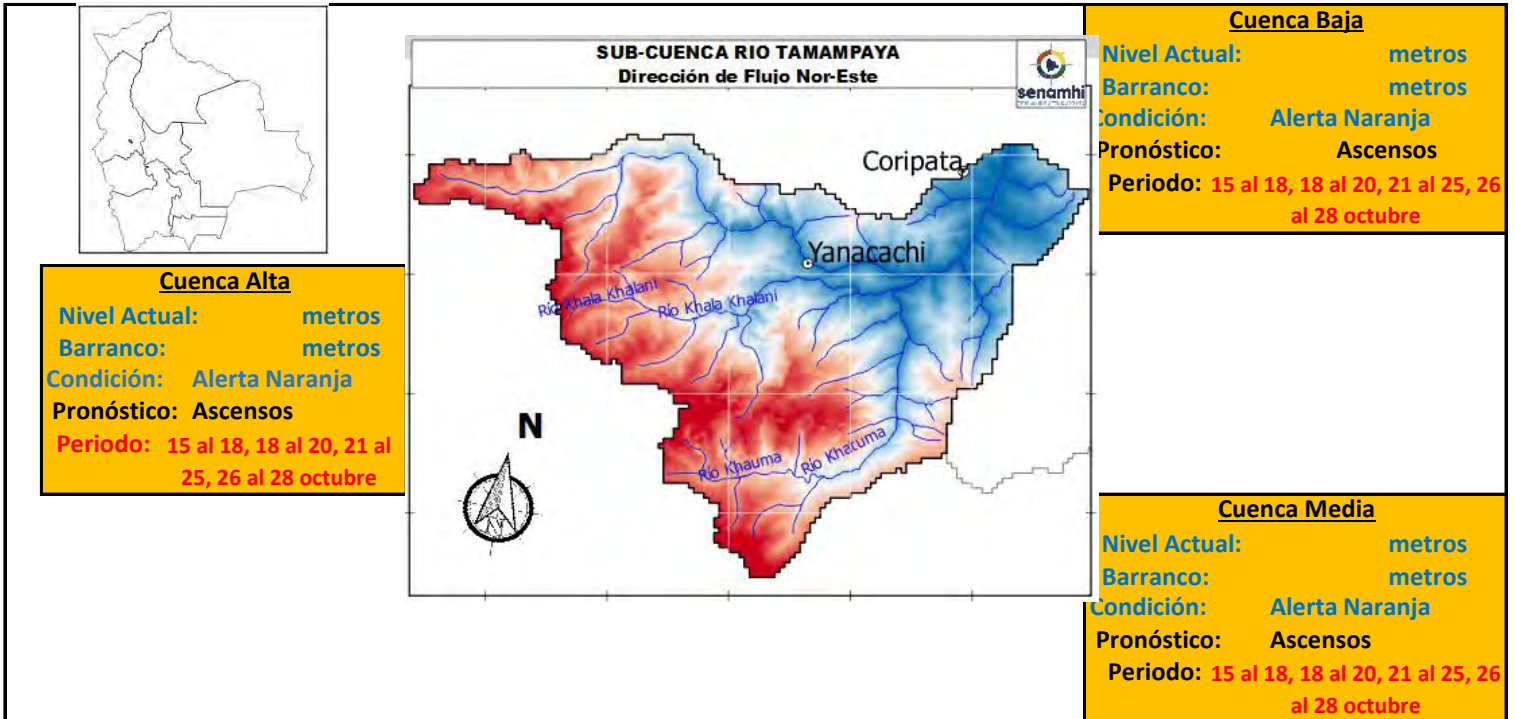 SUB-CUENCA RIO TAMAMPAYA
Dirección de Flujo Nor-Este
senamhi
Coripata
Yanacachi
Río Khala Khalani
Río Khala Khalani
Río Khauma
Río Khacuma
N
Cuenca Alta
Nivel Actual: metros
Barranco: metros
Condición: Alerta Naranja
Pronóstico: Ascensos
Periodo: 15 al 18, 18 al 20, 21 al
25, 26 al 28 octubre
Cuenca Baja
Nivel Actual: metros
Barranco: metros
Condición: Alerta Naranja
Pronóstico: Ascensos
Periodo: 15 al 18, 18 al 20, 21 al 25, 26
al 28 octubre
Cuenca Media
Nivel Actual: metros
Barranco: metros
Condición: Alerta Naranja
Pronóstico: Ascensos
Periodo: 15 al 18, 18 al 20, 21 al 25, 26
al 28 octubre